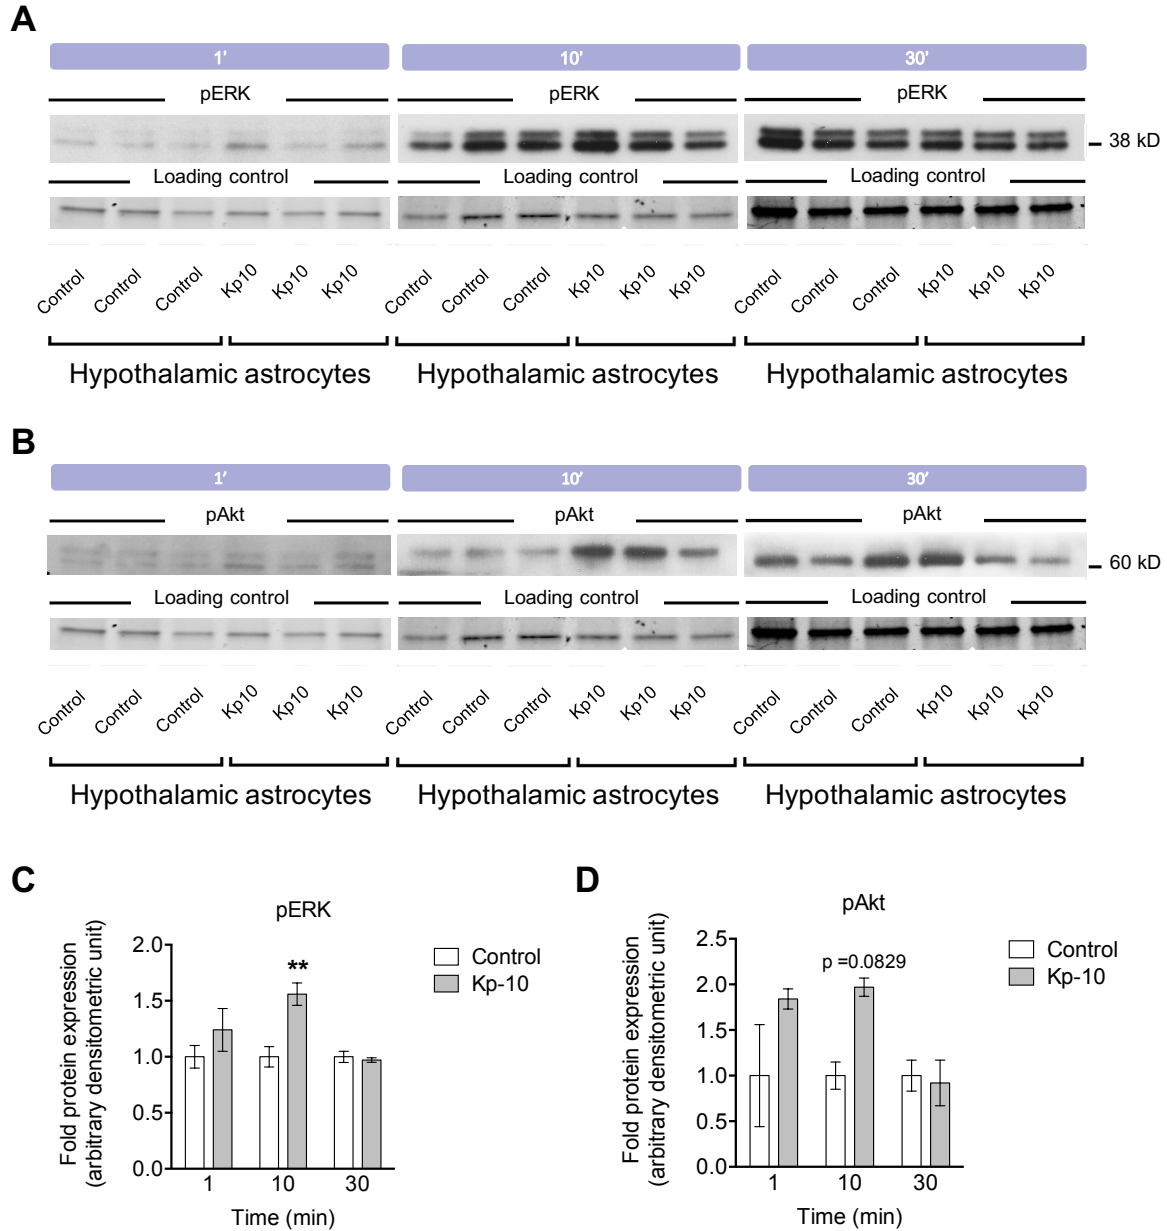 A
1’ 10’ 30’
pERK pERK pERK
38 kD
Loading control Loading control Loading control
Control Control Control Kp10 Kp10 Kp10 Control Control Control Kp10 Kp10 Kp10 Control Control Control Kp10 Kp10 Kp10
Hypothalamic astrocytes Hypothalamic astrocytes Hypothalamic astrocytes
B
1’ 10’ 30’
pAkt pAkt pAkt
60 kD
Loading control Loading control Loading control
Control Control Control Kp10 Kp10 Kp10 Control Control Control Kp10 Kp10 Kp10 Control Control Control Kp10 Kp10 Kp10
Hypothalamic astrocytes Hypothalamic astrocytes Hypothalamic astrocytes
C
pERK
Fold protein expression
(arbitrary densitometric unit)
2.0
1.5
1.0
0.5
0.0
**
Control
Kp-10
1 10 30
Time (min)
D
pAkt
Fold protein expression
(arbitrary densitometric unit)
2.5
2.0
1.5
1.0
0.5
0.0
p =0.0829
Control
Kp-10
1 10 30
Time (min)